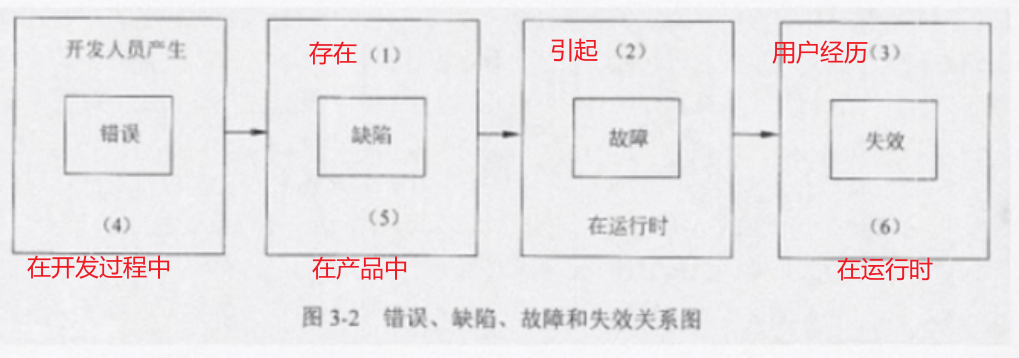 开发人员产生
存在（1）
引起（2）
用户经历（3）
错误
缺陷
故障
失效
（4）
（5）
在运行时
（6）
在开发过程中
在产品中
在运行时
图 3-2 错误、缺陷、故障和失效关系图